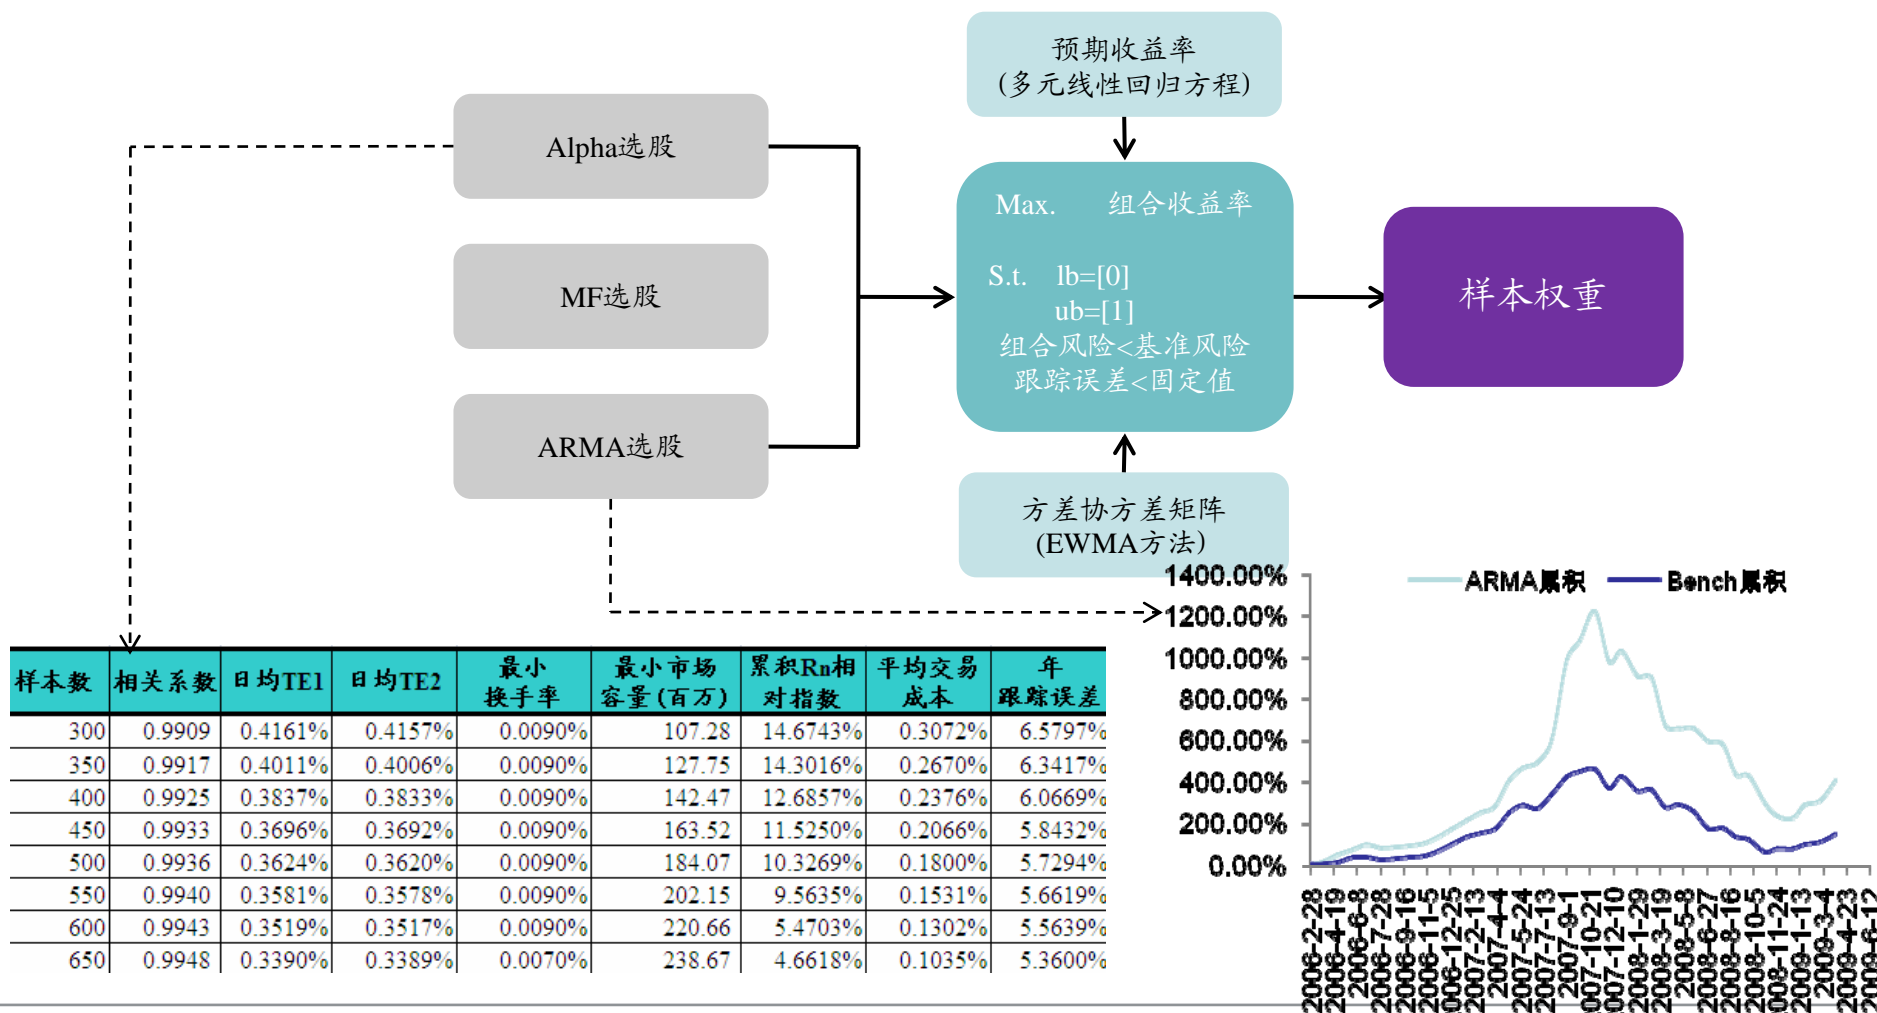 预期收益率
(多元线性回归方程)
Alpha选股
MF选股
ARMA选股
Max. 组合收益率
S.t. lb=[0]
ub=[1]
组合风险<基准风险
跟踪误差<固定值
样本权重
方差协方差矩阵
(EWMA方法)
样本数 相关系数 日均TE1 日均TE2 最小换手率 最小市场容量(百万) 累积Rn相对指数 平均交易成本 年跟踪误差
300 0.9909 0.4161% 0.4157% 0.0090% 107.28 14.6743% 0.3072% 6.5797%
350 0.9917 0.4011% 0.4006% 0.0090% 127.75 14.3016% 0.2670% 6.3417%
400 0.9925 0.3837% 0.3833% 0.0090% 142.47 12.6857% 0.2376% 6.0669%
450 0.9933 0.3696% 0.3692% 0.0090% 163.52 11.5250% 0.2066% 5.8432%
500 0.9936 0.3624% 0.3620% 0.0090% 184.07 10.3269% 0.1800% 5.7294%
550 0.9940 0.3581% 0.3578% 0.0090% 202.15 9.5635% 0.1531% 5.6619%
600 0.9943 0.3519% 0.3517% 0.0090% 220.66 5.4703% 0.1302% 5.5639%
650 0.9948 0.3390% 0.3389% 0.0070% 238.67 4.6618% 0.1035% 5.3600%
ARMA累积 Bench累积
1400.00%
1200.00%
1000.00%
800.00%
600.00%
400.00%
200.00%
0.00%
2006-2-28
2006-4-19
2006-6-8
2006-7-28
2006-9-16
2006-11-5
2006-12-25
2007-2-13
2007-4-4
2007-5-24
2007-7-13
2007-9-1
2007-10-21
2007-12-10
2008-1-29
2008-3-19
2008-5-8
2008-6-27
2008-8-16
2008-10-5
2008-11-24
2009-1-13
2009-3-4
2009-4-23
2009-6-12